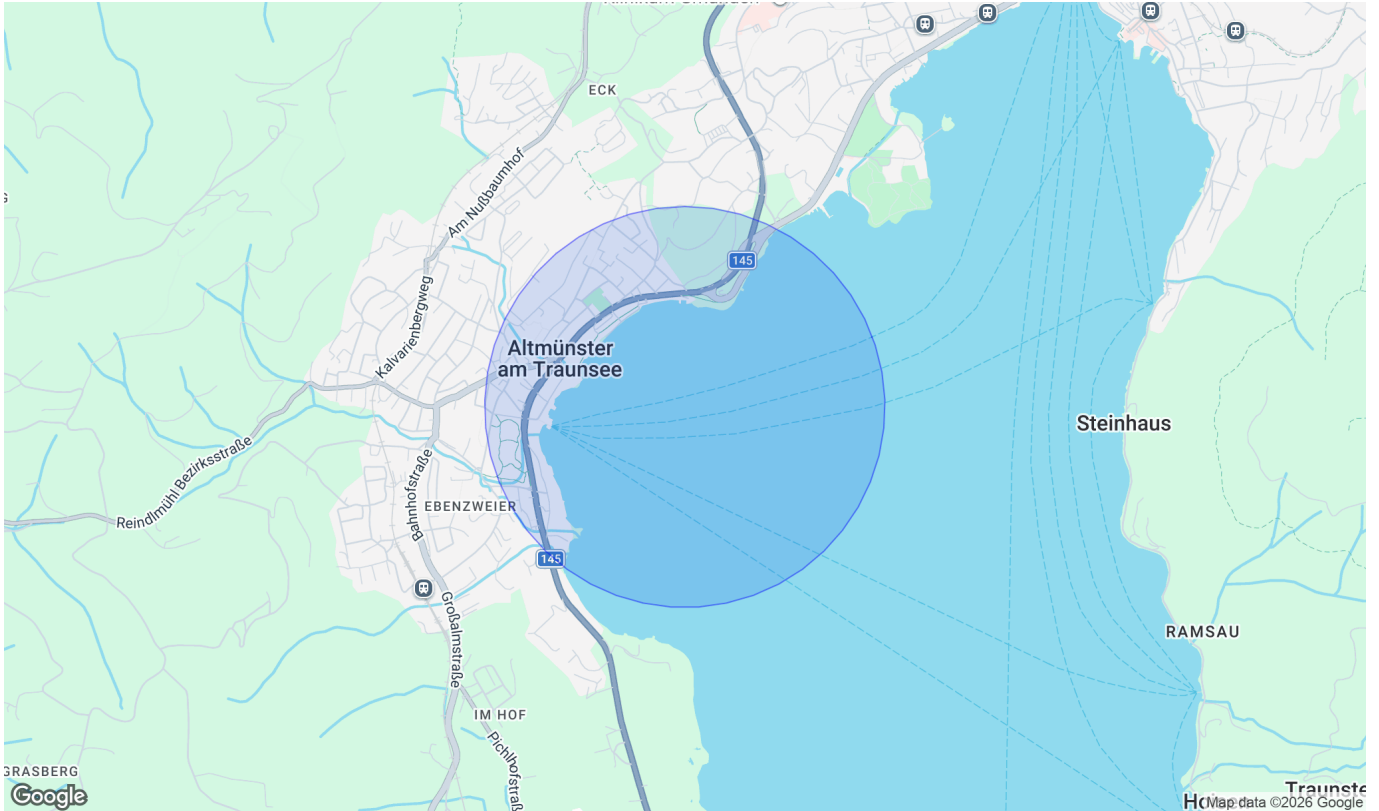 ECK
Am Nußbaumhof
145
Kalvarienbergweg
Altmünster
am Traunsee
Steinhaus
Reindlmühl Bezirksstraße
Bahnhofstraße
EBENZWEIER
145
Großalmstraße
RAMSAU
IM HOF
GRASBERG
Google
Map data ©2026 Google